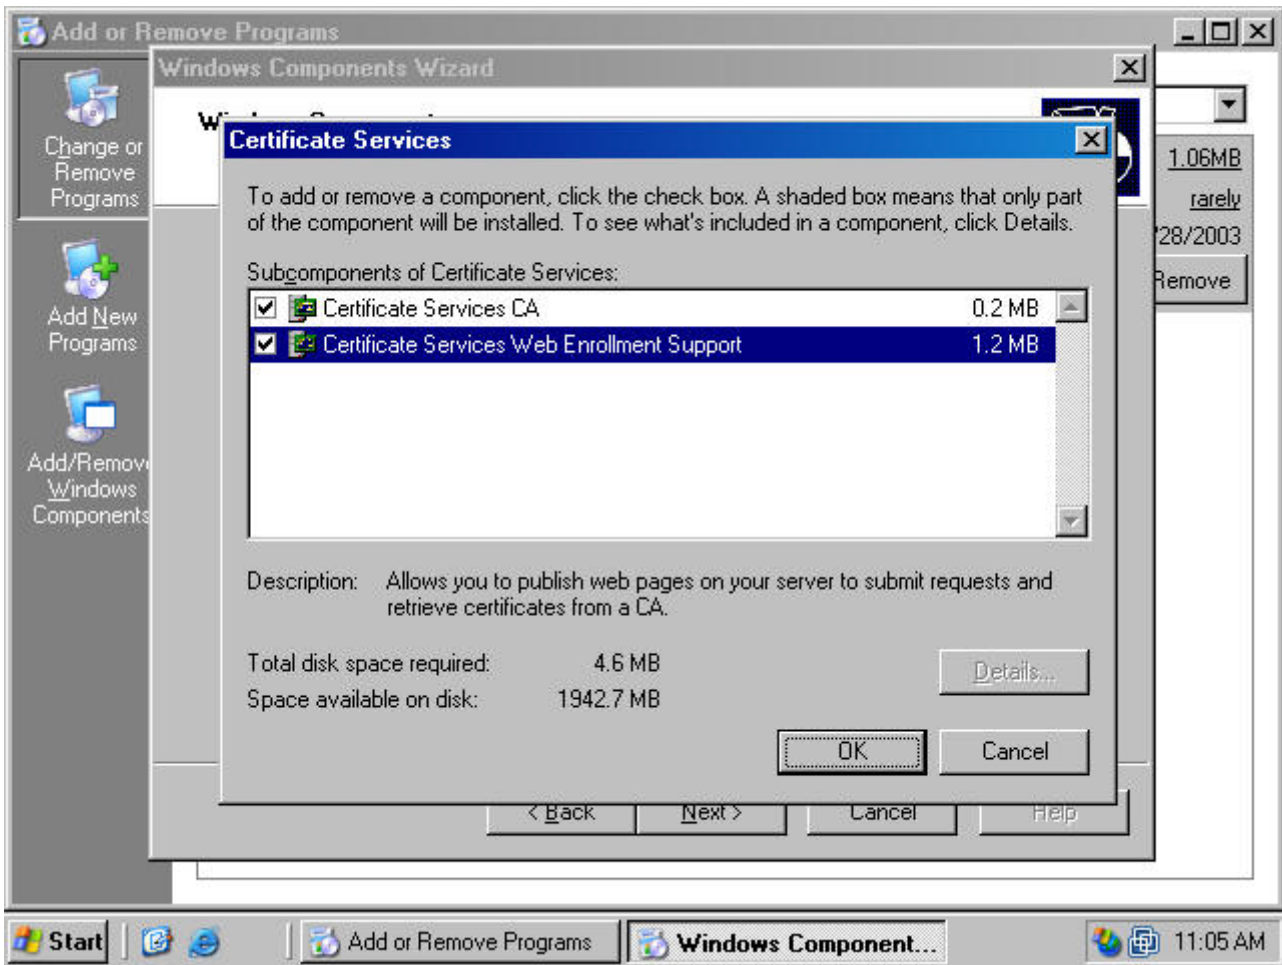 Add or Remove Programs
Windows Components Wizard
Certificate Services
Change or
Remove
Programs
Add New
Programs
Add/Remov
Windows
Components
To add or remove a component, click the check box. A shaded box means that only part
of the component will be installed. To see what's included in a component, click Details.
Subcomponents of Certificate Services:
Certificate Services CA 0.2 MB
Certificate Services Web Enrollment Support 1.2 MB
Description: Allows you to publish web pages on your server to submit requests and
retrieve certificates from a CA.
Total disk space required: 4.6 MB
Space available on disk: 1942.7 MB
Details...
OK Cancel
< Back Next > Cancel Help
1.06MB
rarely
28/2003
Remove
Start Add or Remove Programs Windows Component... 11:05 AM